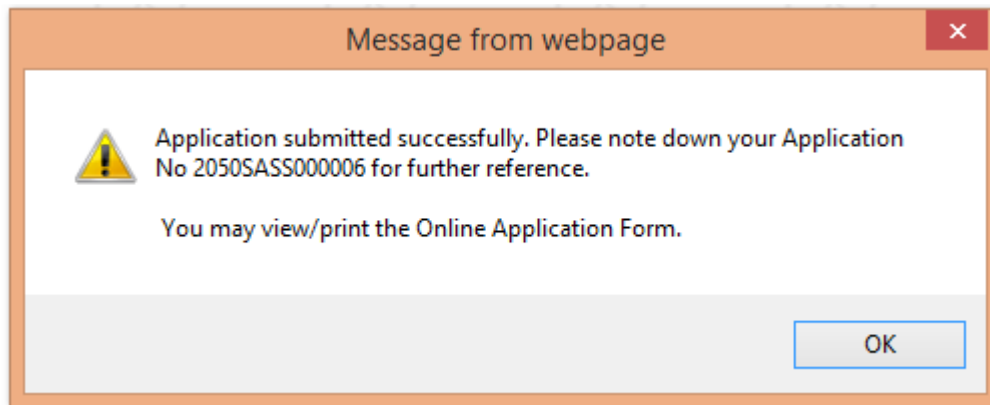 Message from webpage
Application submitted successfully. Please note down your Application
No 2050SASS000006 for further reference.
You may view/print the Online Application Form.
OK